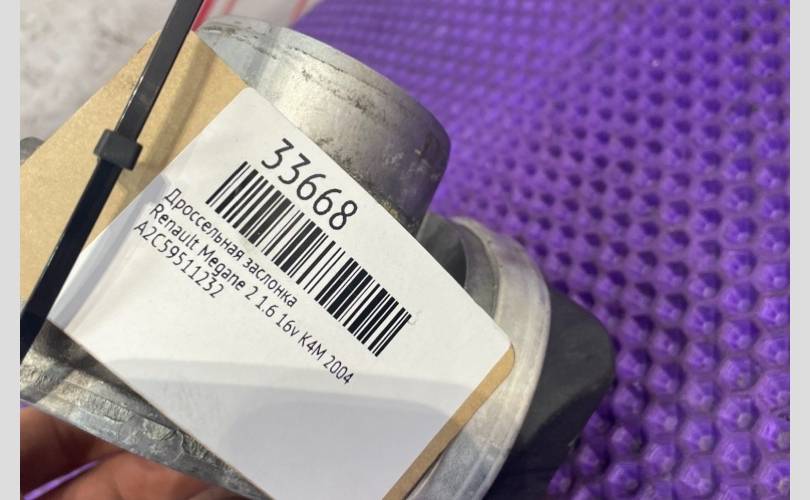 33668
Дроссельная заслонка
Renault Megane 2 1.6 16v K4M 2004
A2C59511232